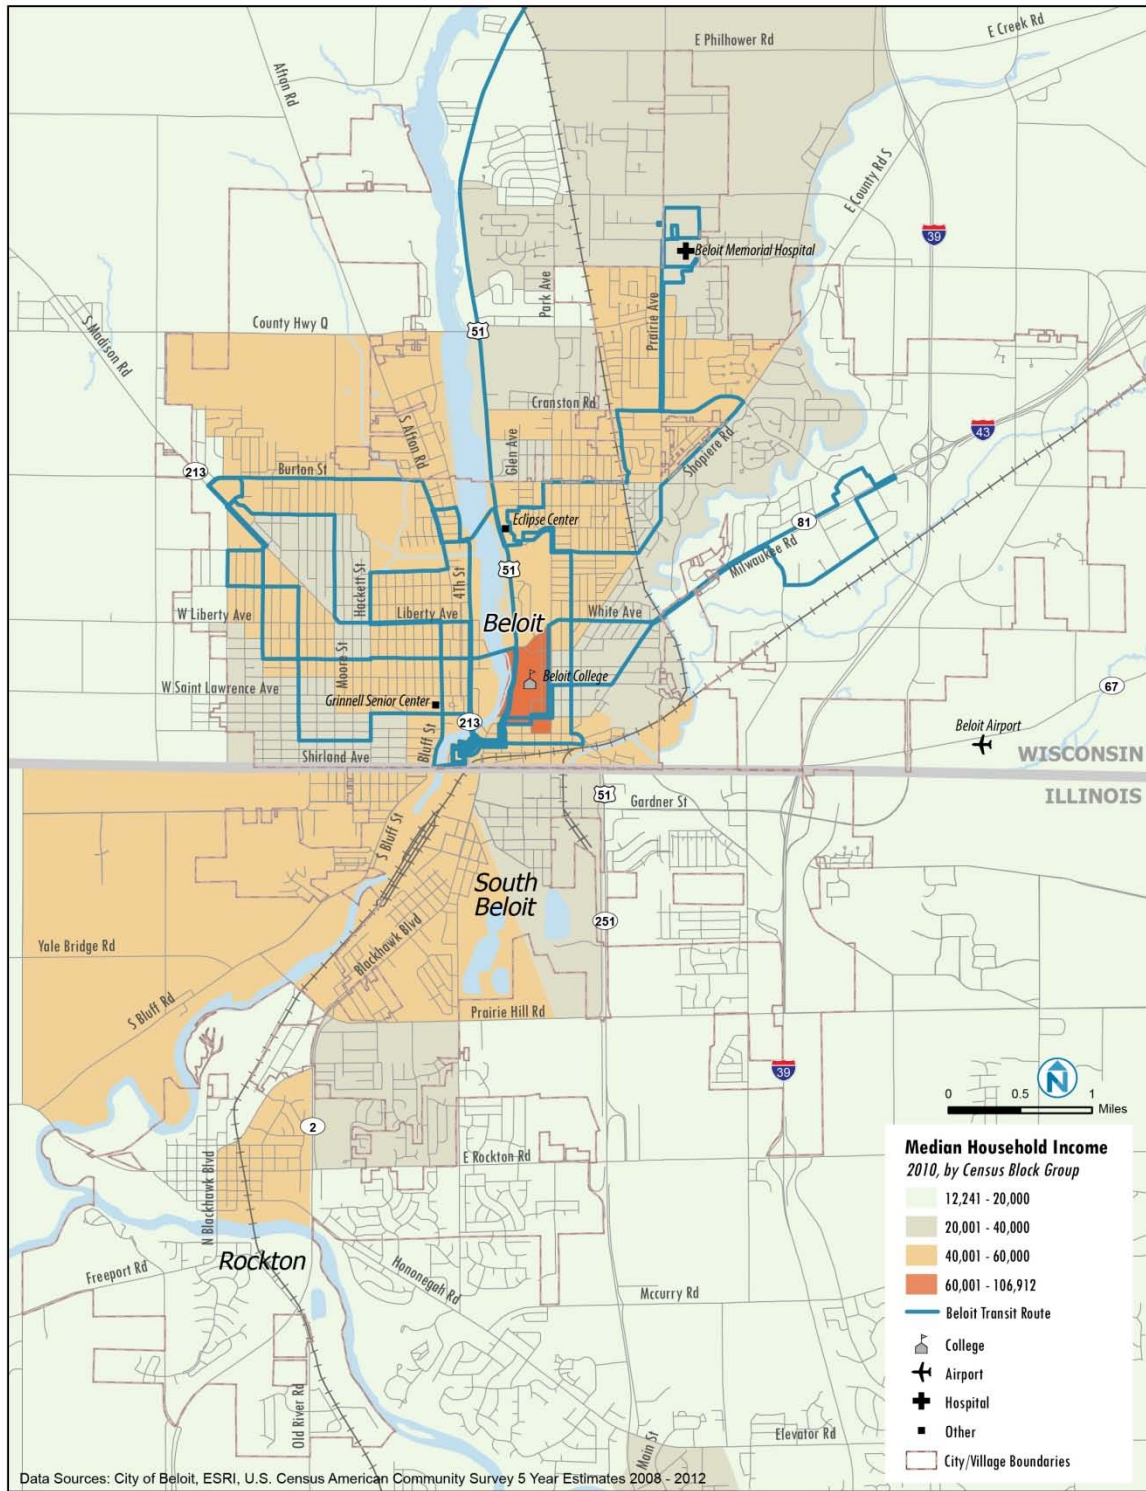 E Creek Rd
E Philhower Rd
Afton Rd
E County Rd S
39
Beloit Memorial Hospital
Park Ave
Prairie Ave
County Hwy Q
51
S Madison Rd
43
Cranston Rd
S Afton Rd
Glen Ave
Shopiere Rd
213
Burton St
Eclipse Center
81
Milwaukee Rd
51
Hackett St
4Th St
W Liberty Ave
Liberty Ave
White Ave
Beloit
Moore St
Beloit College
W Saint Lawrence Ave
Grinnell Senior Center
67
213
Bluff St
Beloit Airport
Shirland Ave
WISCONSIN
ILLINOIS
51
Gardner St
S Bluff St
South
Beloit
251
Blackhawk Blvd
Yale Bridge Rd
S Bluff Rd
Prairie Hill Rd
39
N
0 0.5 1
Miles
2
E Rockton Rd
N Blackhawk Blvd
Rockton
Freeport Rd
Hononegah Rd
Mccurry Rd
Old River Rd
Main St
Elevator Rd
Median Household Income
2010, by Census Block Group
12,241 - 20,000
20,001 - 40,000
40,001 - 60,000
60,001 - 106,912
Beloit Transit Route
College
Airport
Hospital
Other
City/Village Boundaries
Data Sources: City of Beloit, ESRI, U.S. Census American Community Survey 5 Year Estimates 2008 - 2012